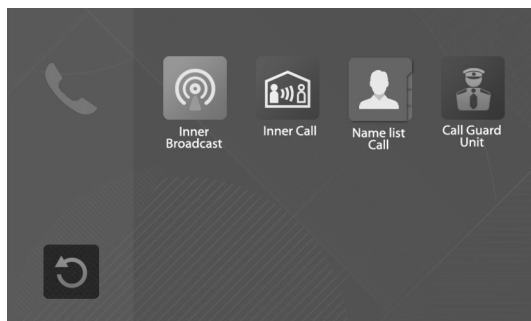 Inner
Broadcast
Inner Call
Name list
Call
Call Guard
Unit